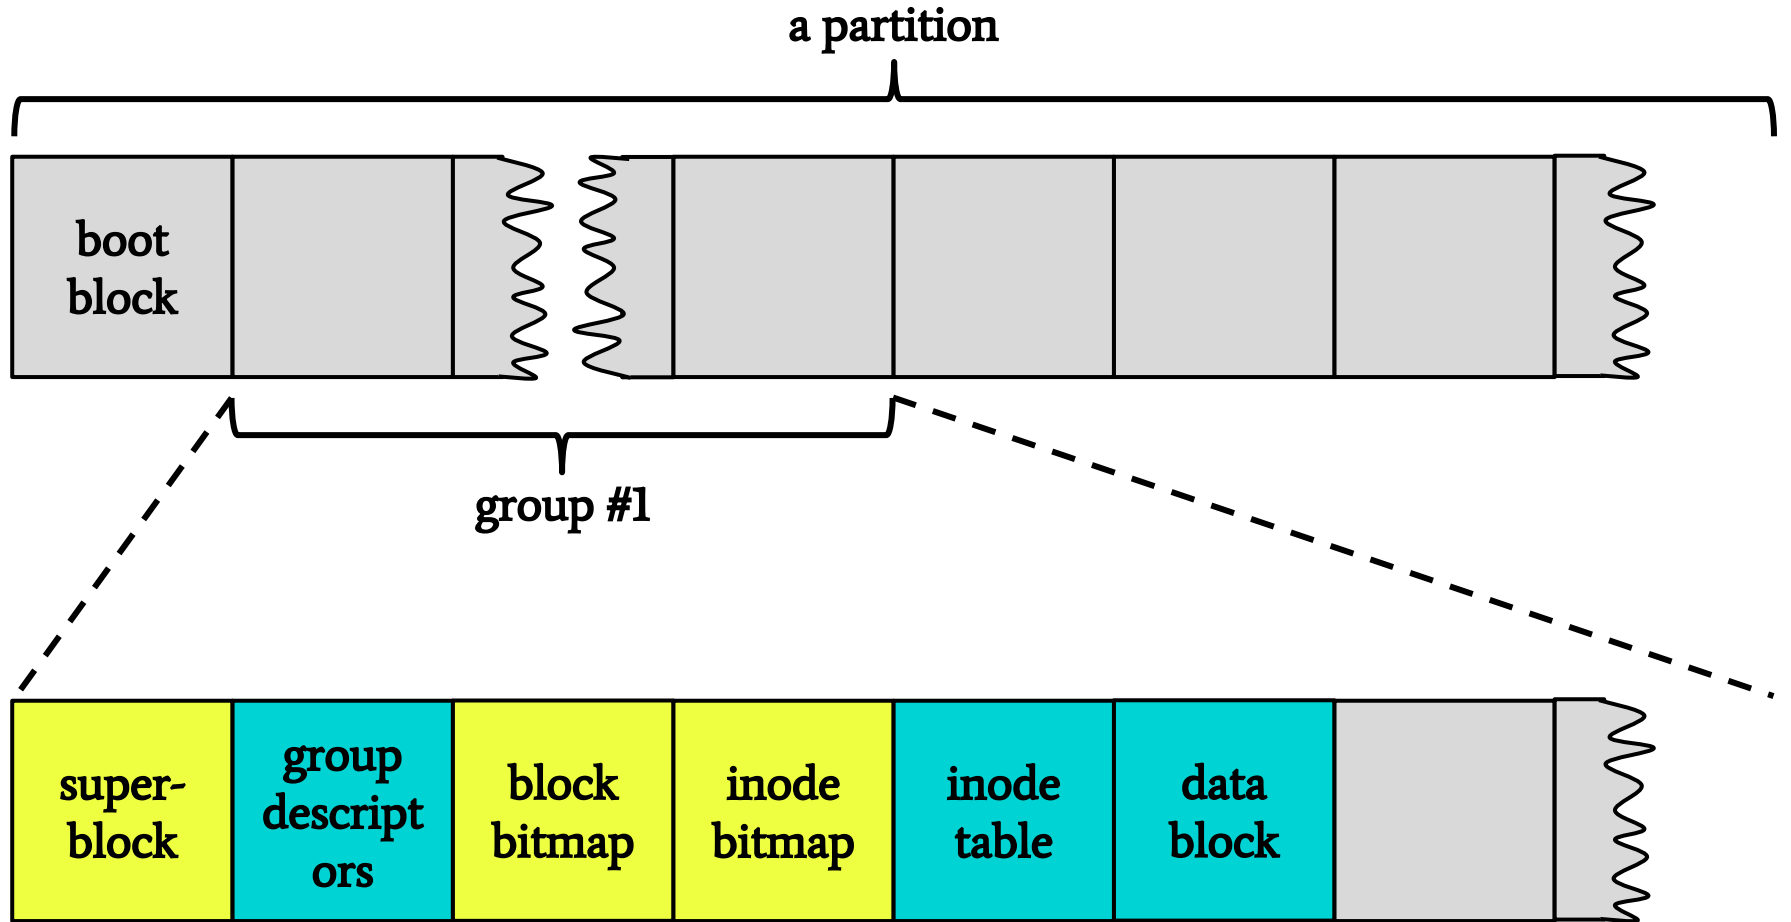 a partition
boot
block
group #1
super-
block
group
descript
ors
block
bitmap
inode
bitmap
inode
table
data
block